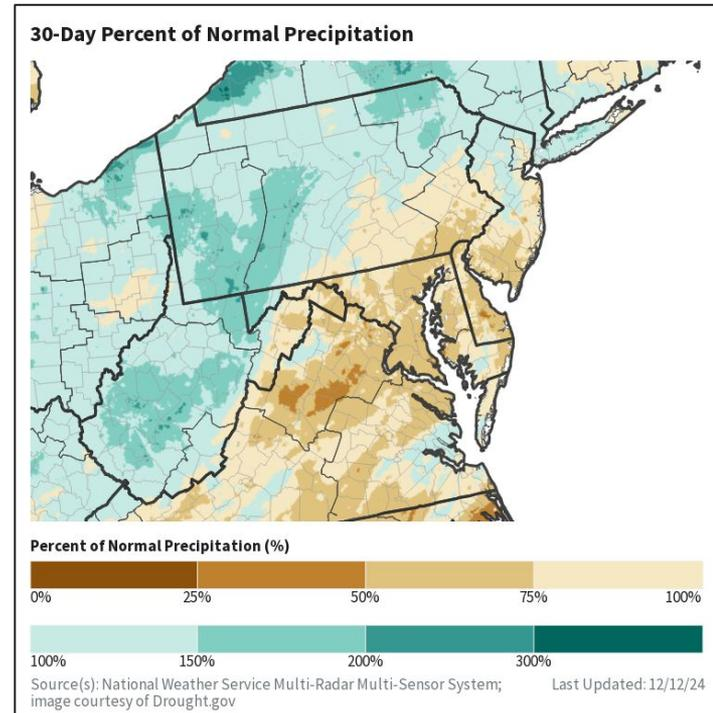 30-Day Percent of Normal Precipitation
Percent of Normal Precipitation (%)
0% 25% 50% 75% 100%
100% 150% 200% 300%
Source(s): National Weather Service Multi-Radar Multi-Sensor System; Last Updated: 12/12/24
image courtesy of Drought.gov